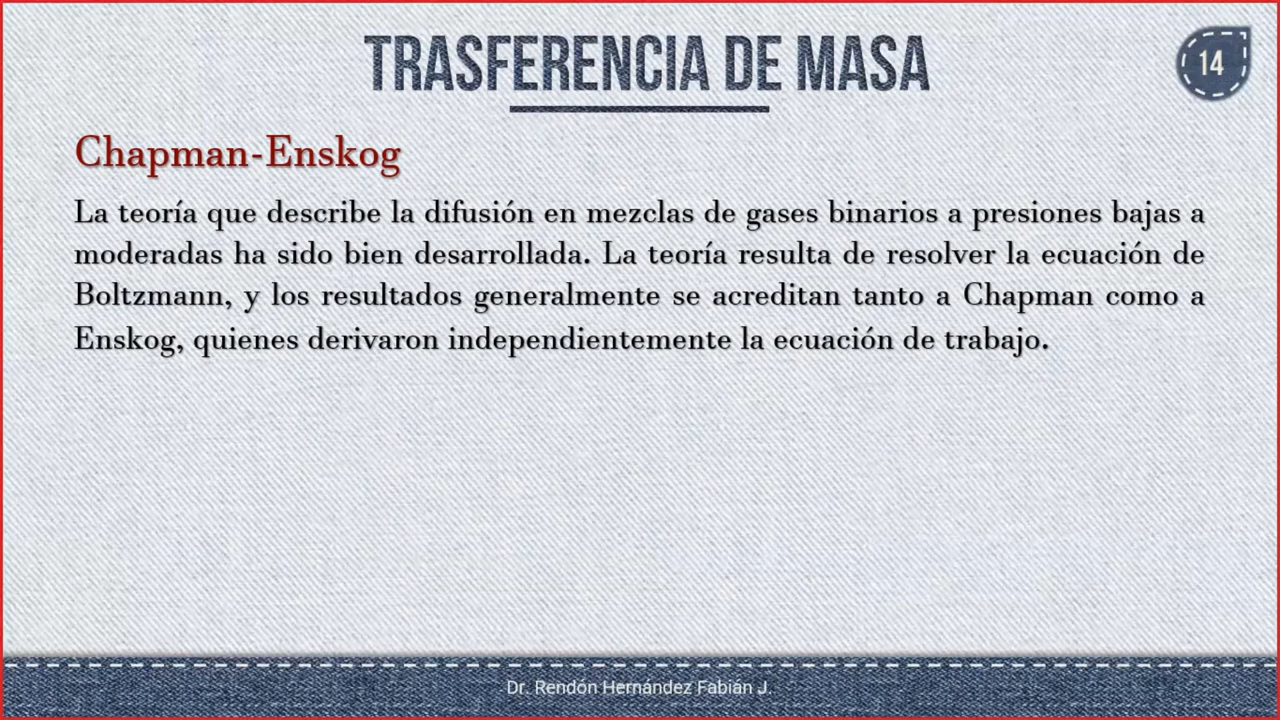 TRASFERENCIA DE MASA
14
Chapman-Enskog
La teoría que describe la difusión en mezclas de gases binarios a presiones bajas a
moderadas ha sido bien desarrollada. La teoría resulta de resolver la ecuación de
Boltzmann, y los resultados generalmente se acreditan tanto a Chapman como a
Enskog, quienes derivaron independientemente la ecuación de trabajo.
Dr. Rendón Hernández Fabián J.